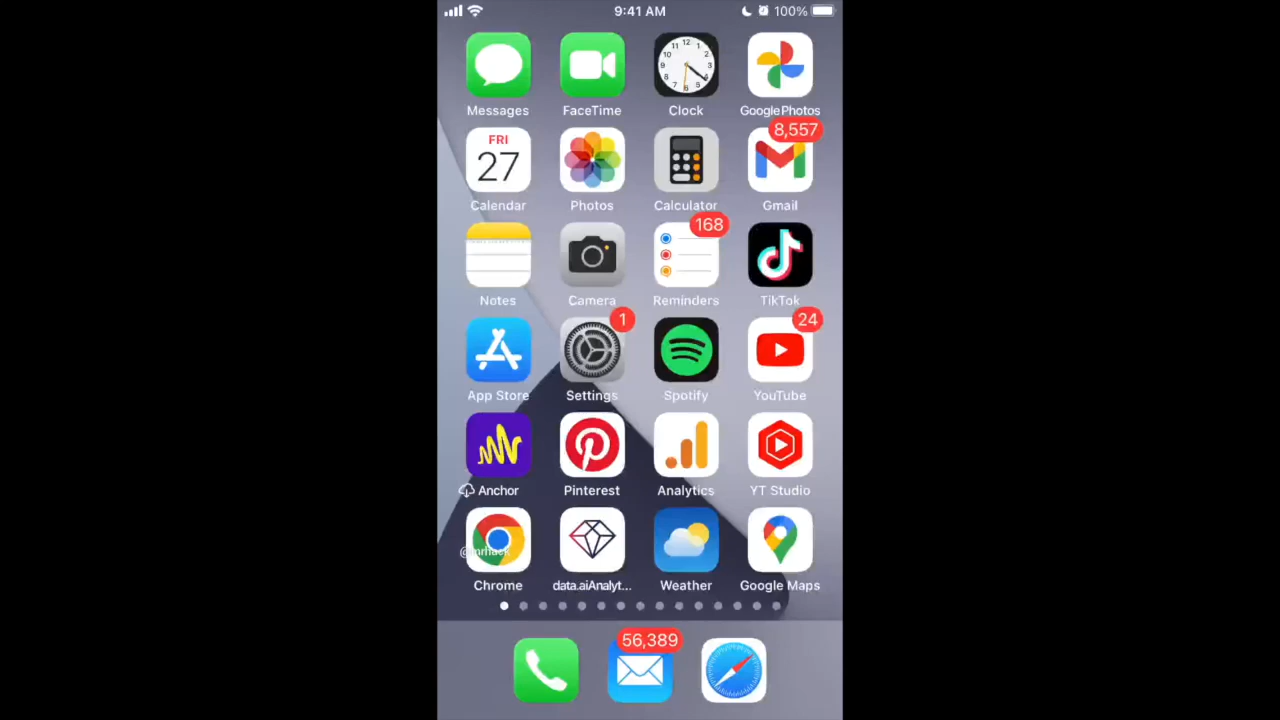 9:41 AM 100%
Messages FaceTime Clock Google Photos
FRI
27
8,557
Calendar Photos Calculator Gmail
168
Notes Camera Reminders TikTok
1 24
App Store Settings Spotify YouTube
Anchor Pinterest Analytics YT Studio
@mrhack
Chrome data.aiAnalyt... Weather Google Maps
56,389